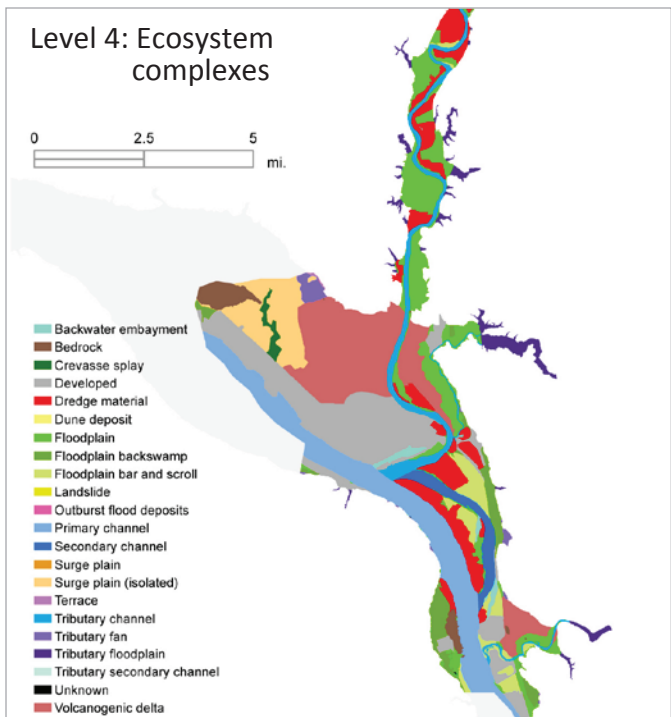 Level 4: Ecosystem
complexes
0 2.5 5
mi.
Backwater embayment
Bedrock
Crevasse splay
Developed
Dredge material
Dune deposit
Floodplain
Floodplain backswamp
Floodplain bar and scroll
Landslide
Outburst flood deposits
Primary channel
Secondary channel
Surge plain
Surge plain (isolated)
Terrace
Tributary channel
Tributary fan
Tributary floodplain
Tributary secondary channel
Unknown
Volcanogenic delta